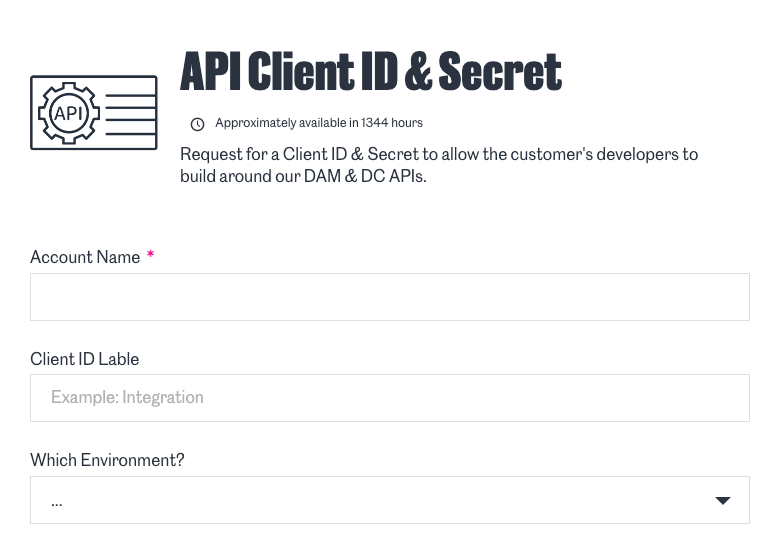 API Client ID & Secret
API
Approximately available in 1344 hours
Request for a Client ID & Secret to allow the customer's developers to
build around our DAM & DC APIs.
Account Name *
Client ID Lable
Example: Integration
Which Environment?
...